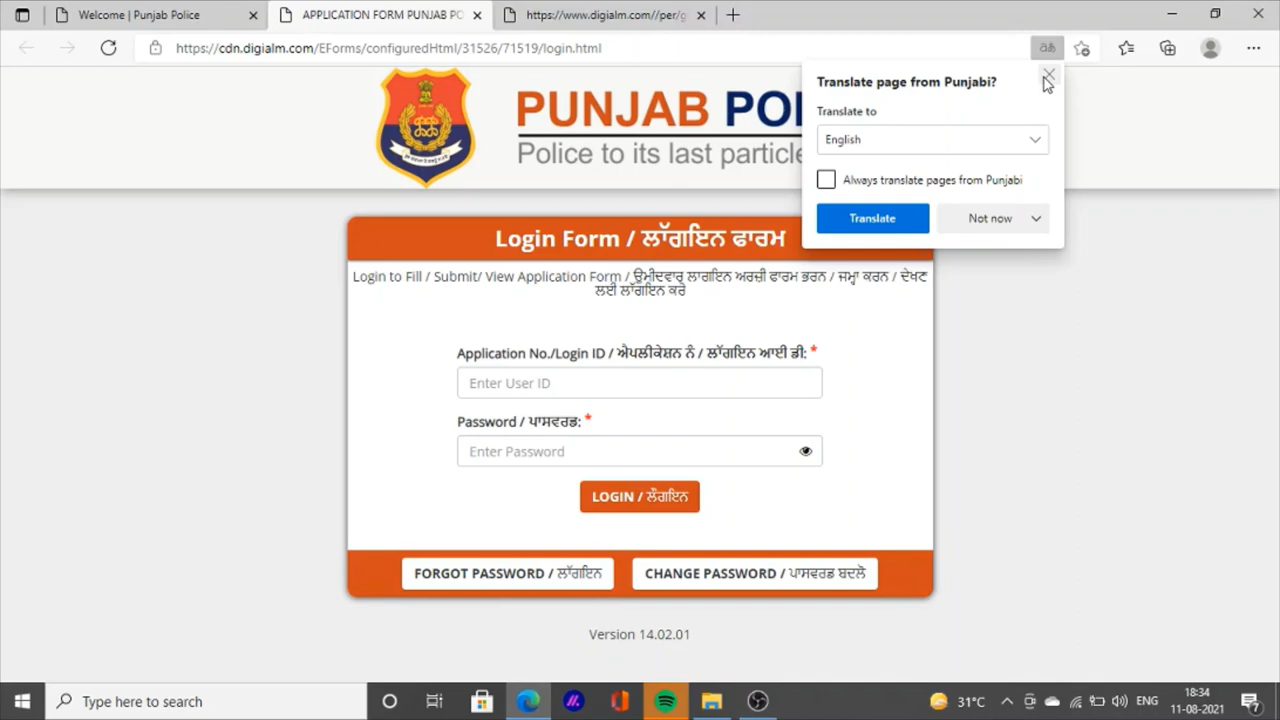 Welcome | Punjab Police
APPLICATION FORM PUNJAB PO
https://www.digialm.com//per/g
https://cdn.digialm.com/EForms/configuredHtml/31526/71519/login.html
Translate page from Punjabi?
Translate to
English
Always translate pages from Punjabi
Translate
Not now
PUNJAB PO
Police to its last particle
Login Form / ਲਾੱਗਇਨ ਫਾਰਮ
Login to Fill / Submit/ View Application Form / ਉਮੀਦਵਾਰ ਲਾਗਇਨ ਅਰਜ਼ੀ ਫਾਰਮ ਭਰਨ / ਜਮ੍ਹਾ ਕਰਨ / ਦੇਖਣ
ਲਈ ਲਾੱਗਇਨ ਕਰੇ
Application No./Login ID / ਐਪਲੀਕੇਸ਼ਨ ਨੰ / ਲਾੱਗਇਨ ਆਈ ਡੀ: *
Enter User ID
Password / ਪਾਸਵਰਡ: *
Enter Password
LOGIN / ਲੌਗਇਨ
FORGOT PASSWORD / ਲਾੱਗਇਨ
CHANGE PASSWORD / ਪਾਸਵਰਡ ਬਦਲੋ
Version 14.02.01
Type here to search
31°C
ENG
18:34
11-08-2021
7